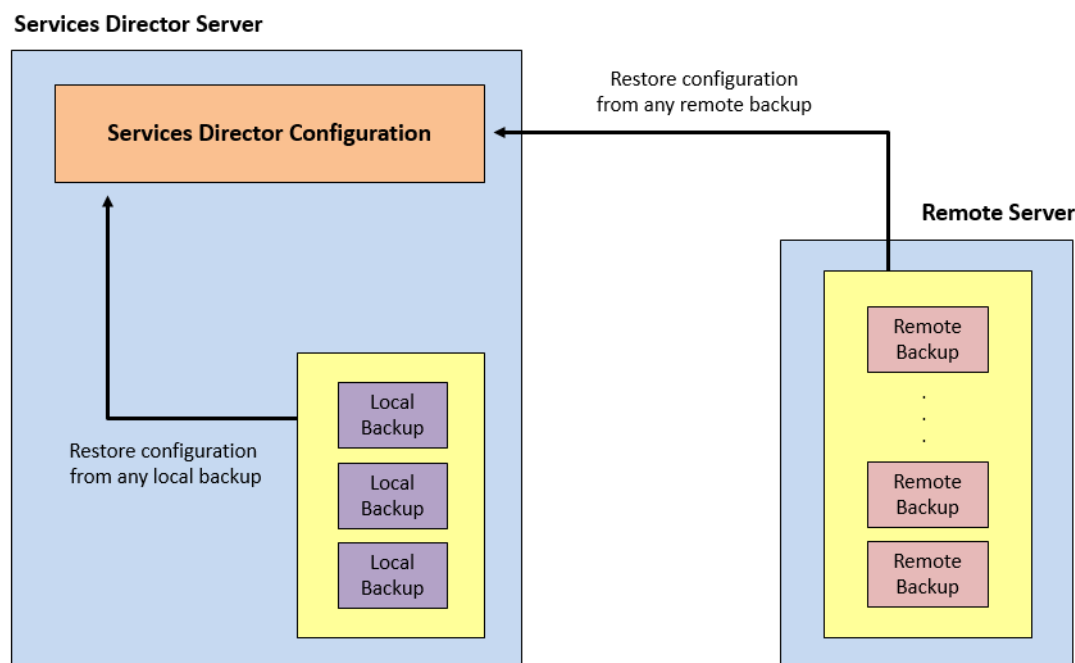 Services Director Server
Services Director Configuration
Restore configuration
from any remote backup
Remote Server
Restore configuration
from any local backup
Local
Backup
Local
Backup
Local
Backup
Remote
Backup
.
.
.
Remote
Backup
Remote
Backup